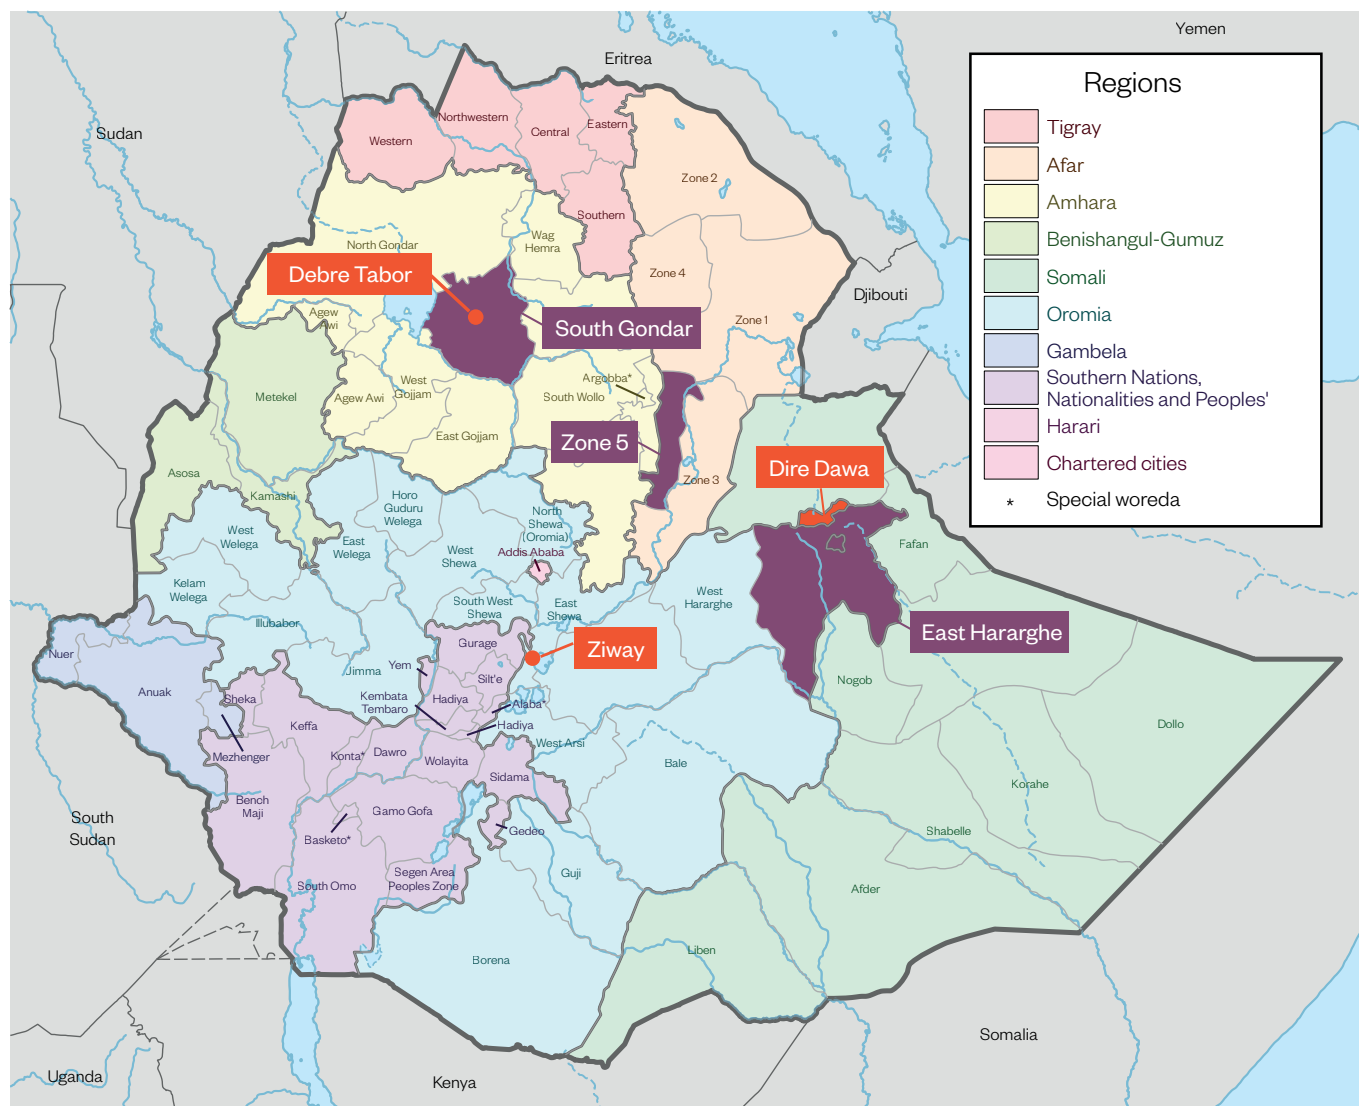 Yemen
Eritrea
Sudan
Regions
Tigray
Afar
Amhara
Benishangul-Gumuz
Somali
Oromia
Gambela
Southern Nations,
Nationalities and Peoples'
Harari
Chartered cities
* Special woreda
Northwestern
Western
Central
Eastern
Zone 2
Southern
North Gondar
Wag
Hemra
Debre Tabor
Zone 4
Djibouti
Agew
Awi
South Gondar
Zone 1
Argobba*
West
Gojjam
Metekel
Agew Awi
South Wollo
East Gojjam
Zone 5
Dire Dawa
Asosa
Zone 3
Kamashi
Horo
Guduru
Welega
North
Shewa
(Oromia)
West
Welega
East
Welega
West
Shewa
Addis Ababa
Fafan
Kelam
Welega
South West
Shewa
East
Shewa
West
Hararghe
Illubabor
East Hararghe
Nuer
Gurage
Ziway
Yem
Jimma
Silt'e
Nogob
Anuak
Sheka
Kembata
Tembaro
Hadiya
Alaba*
Keffa
Hadiya
Dollo
Mezhenger
Konta*
Dawro
Wolayita
West Arsi
Bale
Sidama
Korahe
Bench
Maji
Gamo Gofa
South
Sudan
Basketo*
Gedeo
Shabelle
South Omo
Segen Area
Peoples Zone
Guji
Afder
Liben
Borena
Somalia
Uganda
Kenya